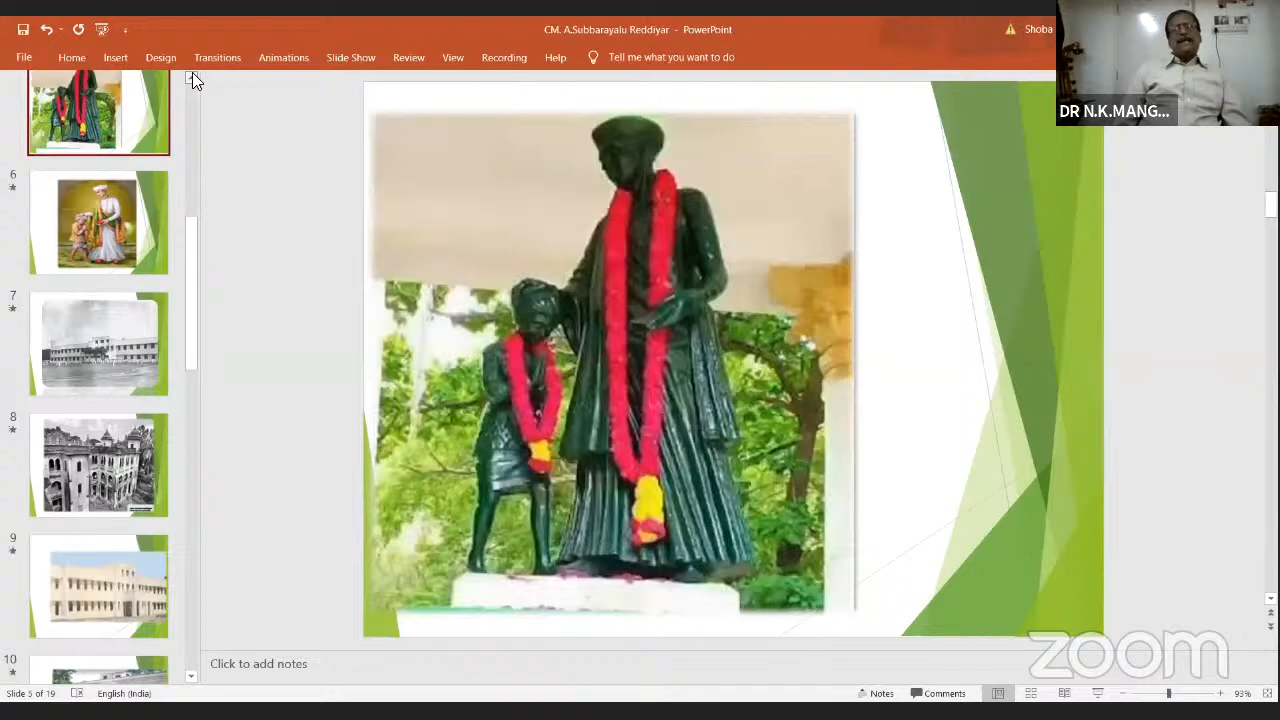 CM. A.Subbarayalu Reddiyar - PowerPoint
Shoba
File Home Insert Design Transitions Animations Slide Show Review View Recording Help Tell me what you want to do
DR N.K.MANG...
6
7
8
9
10
Click to add notes
zoom
Slide 5 of 19 English (India) Notes Comments 93%